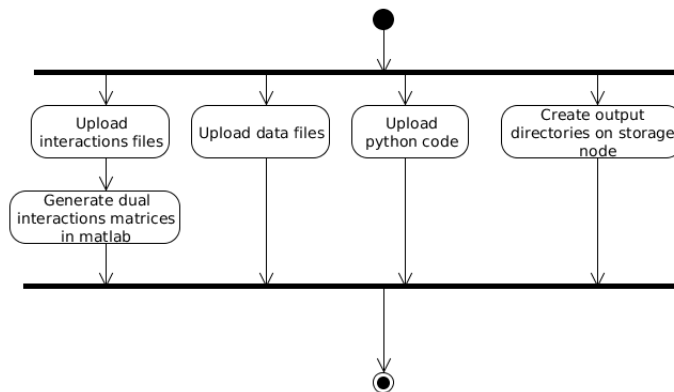 Upload
interactions files
Upload data files
Upload
python code
Create output
directories on storage
node
Generate dual
interactions matrices
in matlab